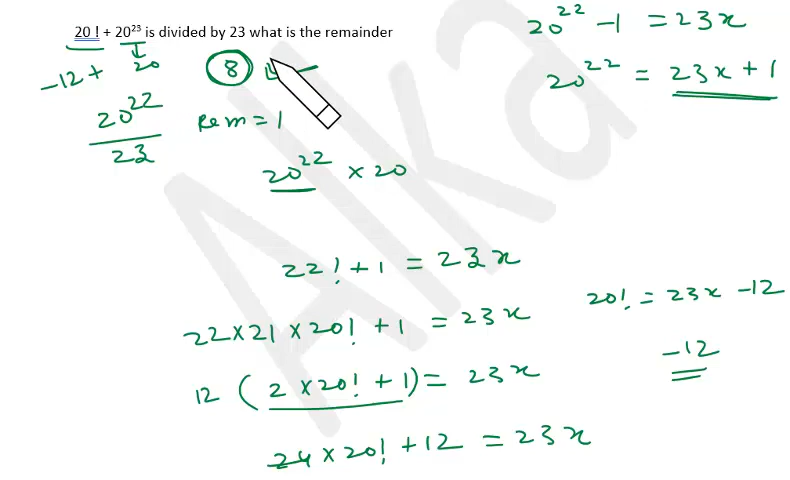 20 ! + 20²³ is divided by 23 what is the remainder
-12 + 20
8
20²² / 23
Rem = 1
20²² × 20
20²² - 1 = 23x
20²² = 23x + 1
22! + 1 = 23x
22 × 21 × 20! + 1 = 23x
12 ( 2 × 20! + 1) = 23x
24 × 20! + 12 = 23x
20! = 23x - 12
-12
Alka